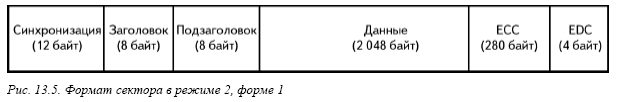 Синхронизация Заголовок Подзаголовок Данные ECC EDC
(12 байт) (8 байт) (8 байт) (2 048 байт) (280 байт) (4 байт)
Рис. 13.5. Формат сектора в режиме 2, форме 1